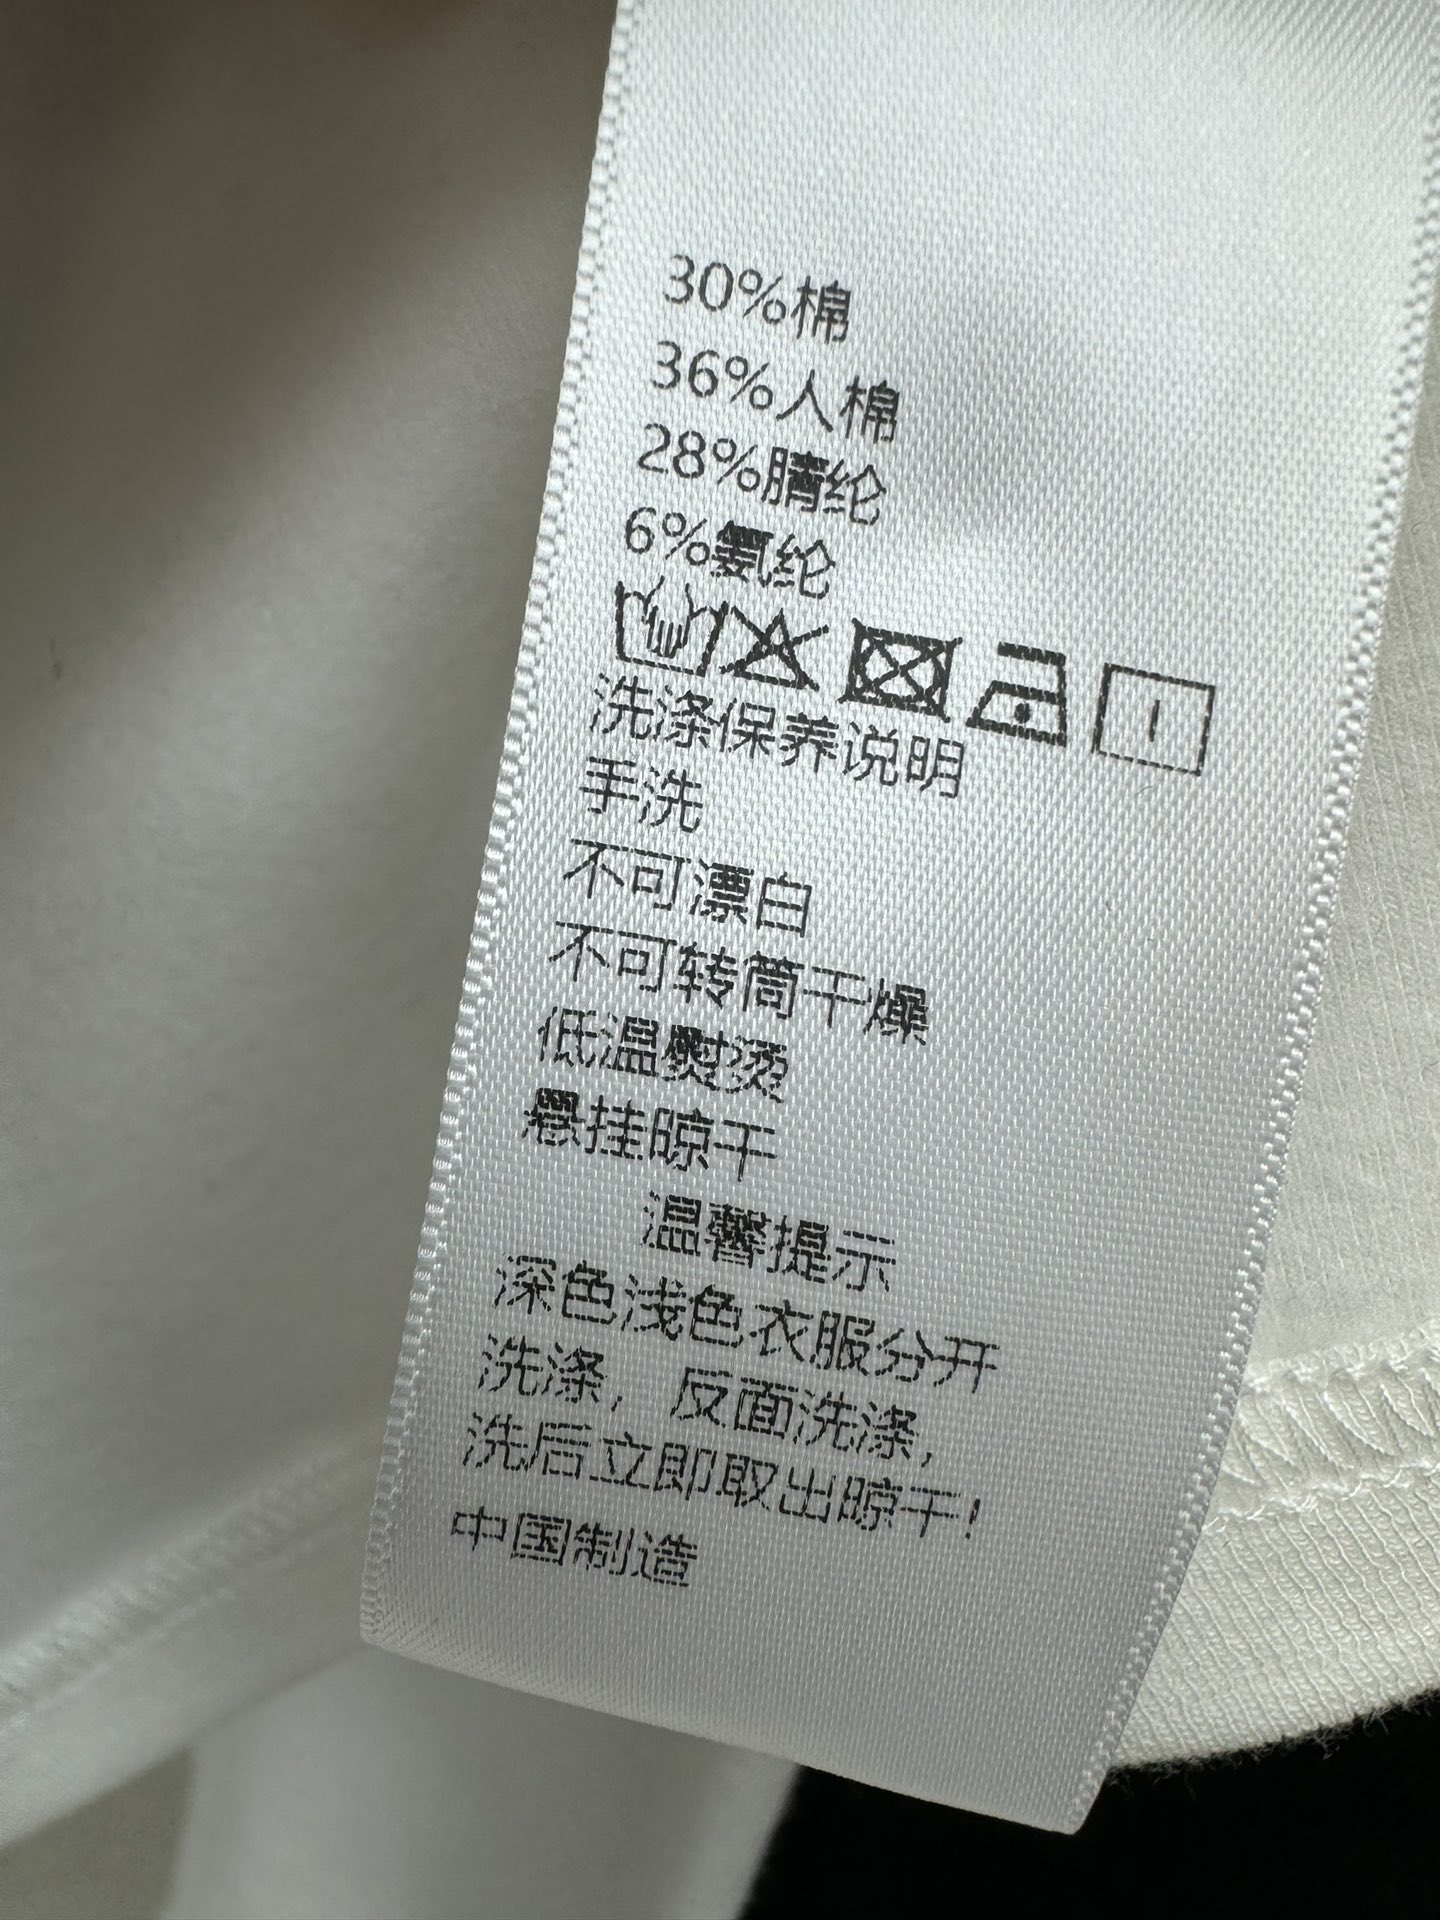 30%棉
36%人棉
28%腈纶
6%氨纶
洗涤保养说明
手洗
不可漂白
不可转筒干燥
低温熨烫
悬挂晾干
温馨提示
深色浅色衣服分开
洗涤，反面洗涤，
洗后立即取出晾干！
中国制造